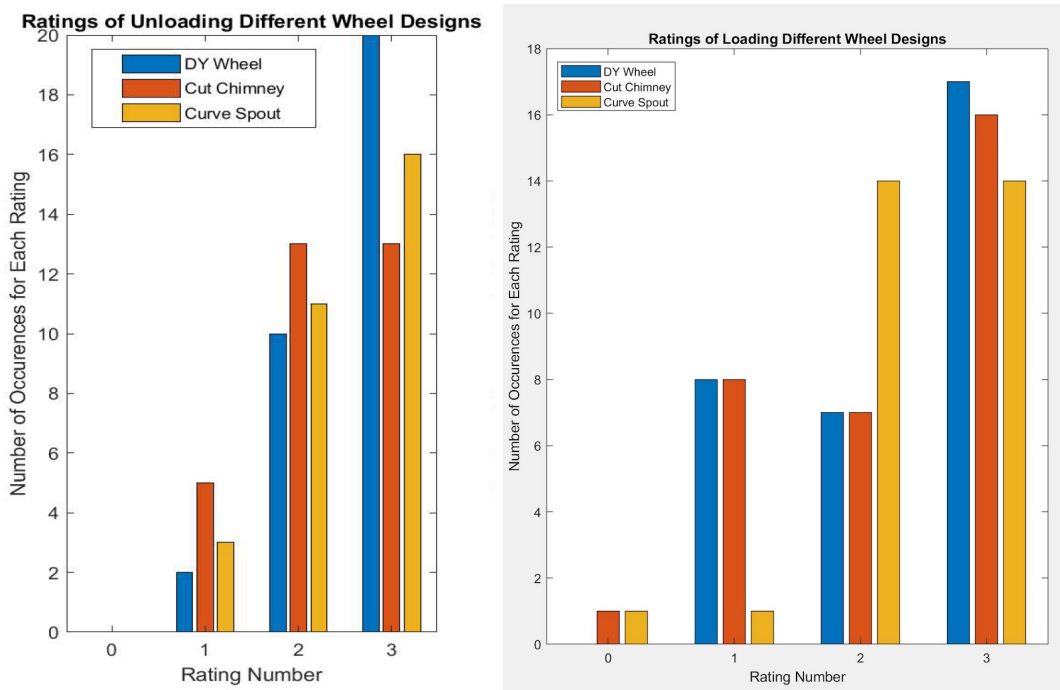 Ratings of Unloading Different Wheel Designs
20
18
16
14
12
10
8
6
4
2
0
Number of Occurences for Each Rating
DY Wheel
Cut Chimney
Curve Spout
0 1 2 3
Rating Number
Ratings of Loading Different Wheel Designs
18
16
14
12
10
8
6
4
2
0
Number of Occurences for Each Rating
DY Wheel
Cut Chimney
Curve Spout
0 1 2 3
Rating Number